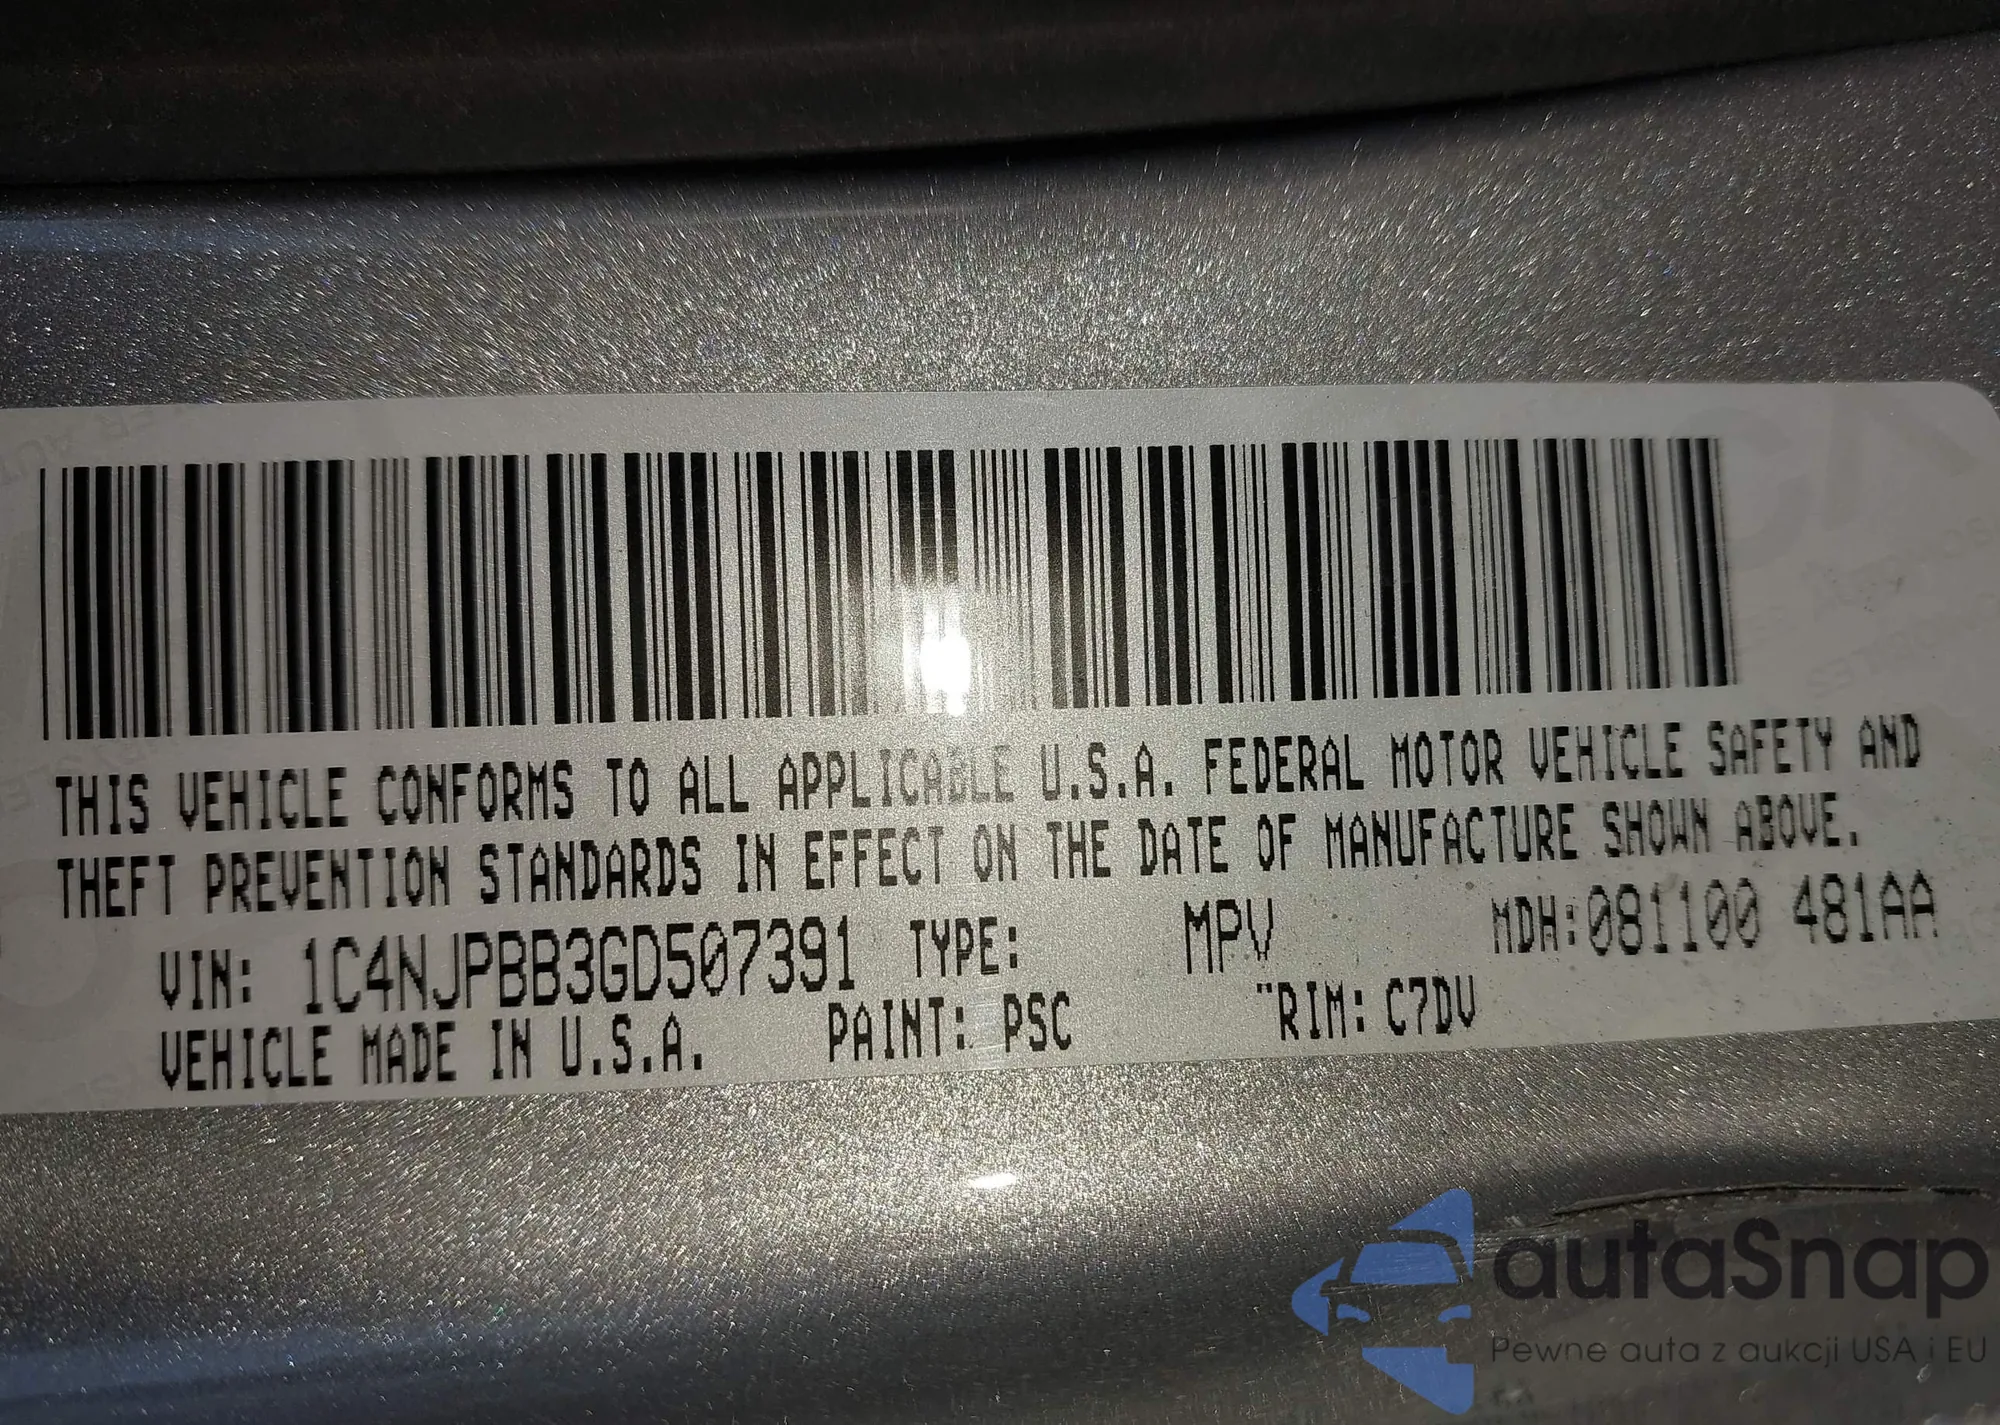 THIS VEHICLE CONFORMS TO ALL APPLICABLE U.S.A. FEDERAL MOTOR VEHICLE SAFETY AND
THEFT PREVENTION STANDARDS IN EFFECT ON THE DATE OF MANUFACTURE SHOWN ABOVE.
VIN: 1C4NJPBB3GD507391 TYPE: MPV MDH:081100 481AA
VEHICLE MADE IN U.S.A. PAINT: PSC "RIM: C7DV
autaSnap
Pewne auta z aukcji USA i EU